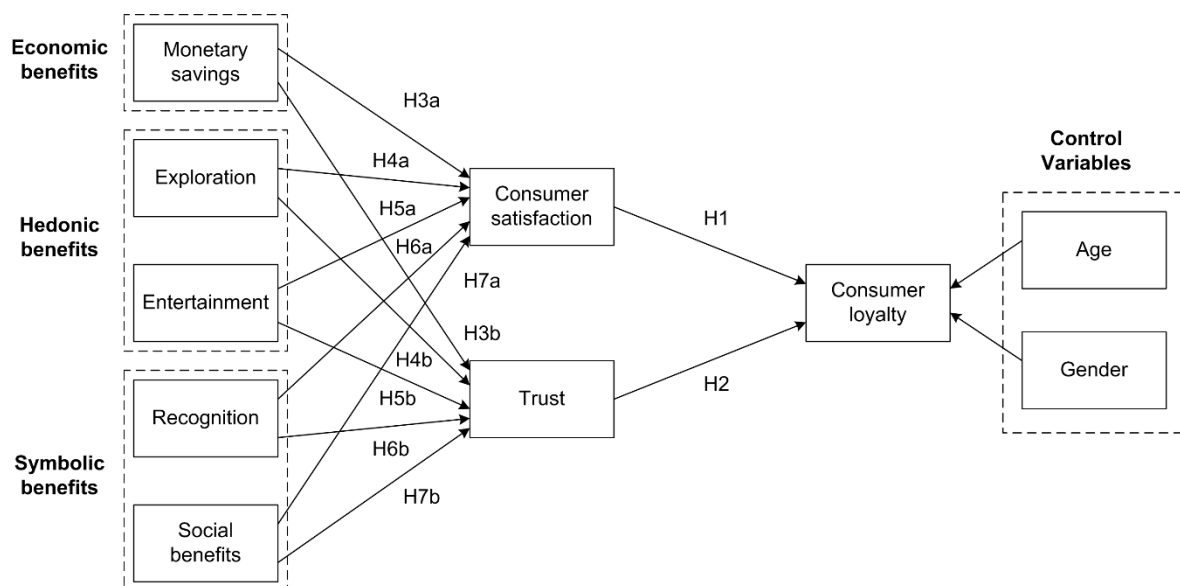 Economic
benefits
Monetary
savings
Hedonic
benefits
Exploration
Entertainment
Symbolic
benefits
Recognition
Social
benefits
H3a
H4a
H5a
H6a
H7a
H3b
H4b
H5b
H6b
H7b
Consumer
satisfaction
Trust
H1
H2
Consumer
loyalty
Control
Variables
Age
Gender